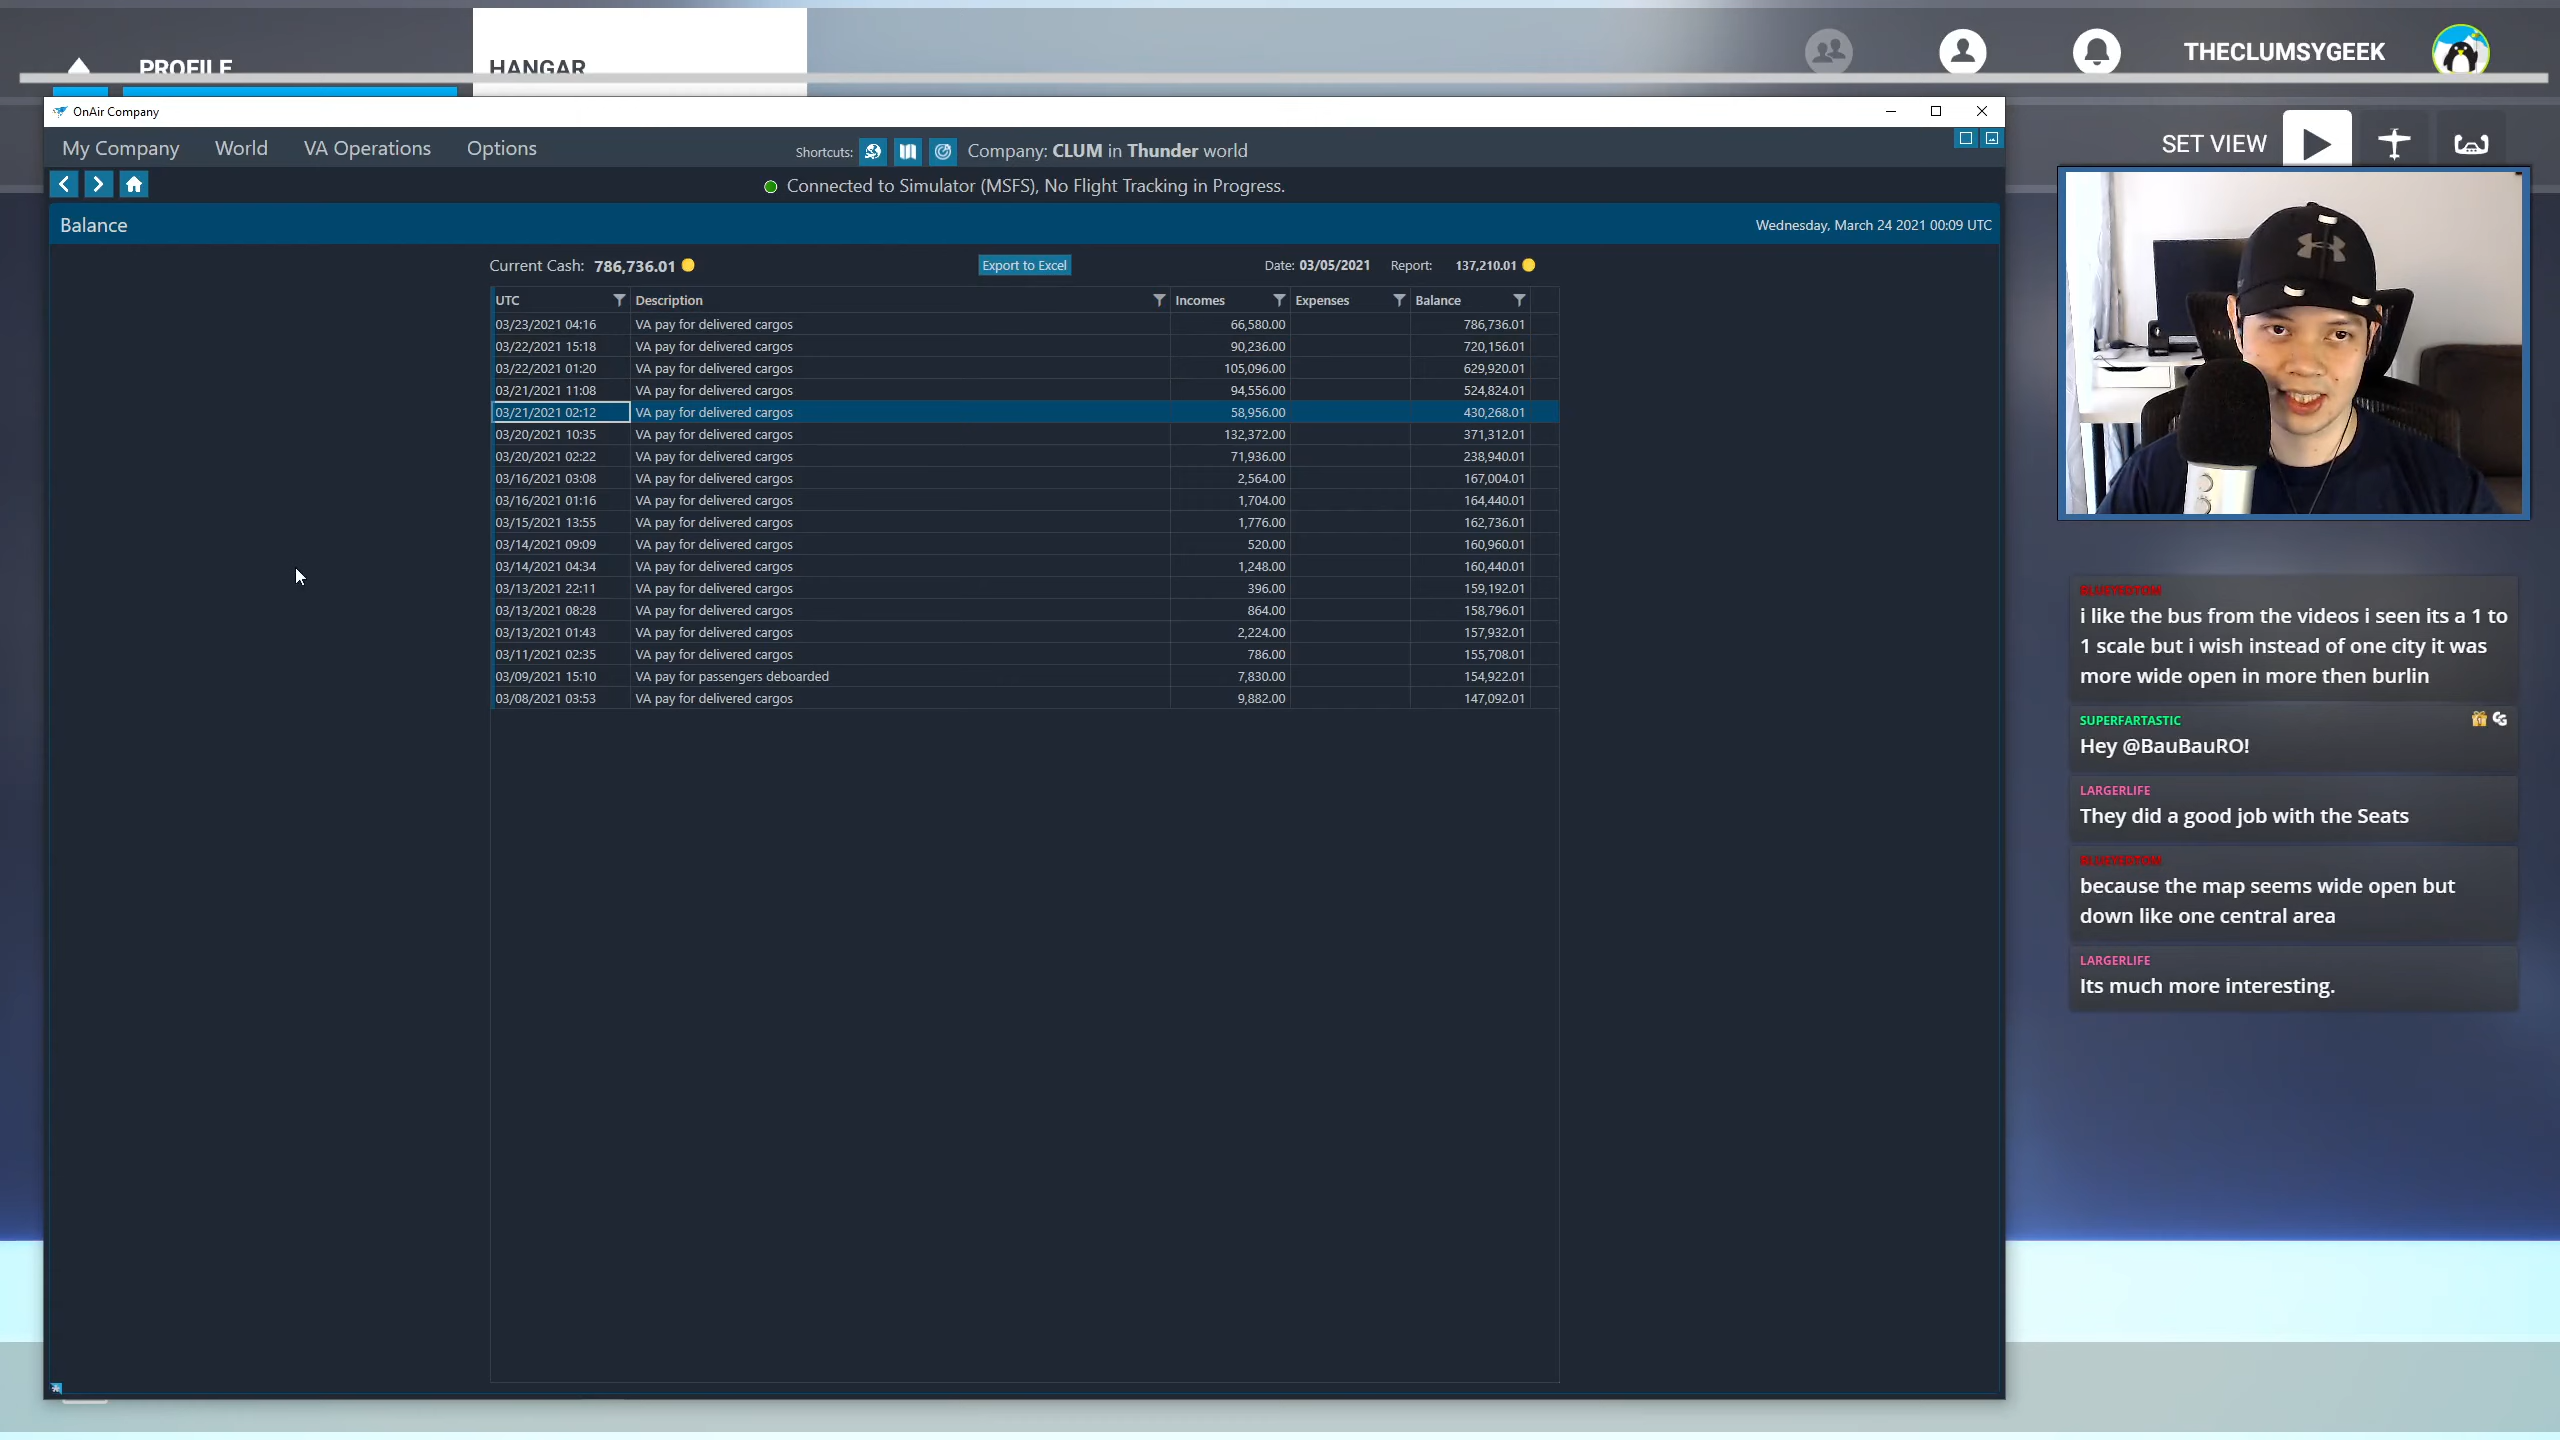 PROFILE
HANGAR
THECLUMSYGEEK
OnAir Company
My Company World VA Operations Options
Shortcuts: Company: CLUM in Thunder world
SET VIEW
Connected to Simulator (MSFS), No Flight Tracking in Progress.
Balance
Wednesday, March 24 2021 00:09 UTC
Current Cash: 786,736.01
Export to Excel
Date: 03/05/2021 Report: 137,210.01
UTC Description Incomes Expenses Balance
03/23/2021 04:16 VA pay for delivered cargos 66,580.00 786,736.01
03/22/2021 15:18 VA pay for delivered cargos 90,236.00 720,156.01
03/22/2021 01:20 VA pay for delivered cargos 105,096.00 629,920.01
03/21/2021 11:08 VA pay for delivered cargos 94,556.00 524,824.01
03/21/2021 02:12 VA pay for delivered cargos 58,956.00 430,268.01
03/20/2021 10:35 VA pay for delivered cargos 132,372.00 371,312.01
03/20/2021 02:22 VA pay for delivered cargos 71,936.00 238,940.01
03/16/2021 03:08 VA pay for delivered cargos 2,564.00 167,004.01
03/16/2021 01:16 VA pay for delivered cargos 1,704.00 164,440.01
03/15/2021 13:55 VA pay for delivered cargos 1,776.00 162,736.01
03/14/2021 09:09 VA pay for delivered cargos 520.00 160,960.01
03/14/2021 04:34 VA pay for delivered cargos 1,248.00 160,440.01
03/13/2021 22:11 VA pay for delivered cargos 396.00 159,192.01
03/13/2021 08:28 VA pay for delivered cargos 864.00 158,796.01
03/13/2021 01:43 VA pay for delivered cargos 2,224.00 157,932.01
03/11/2021 02:35 VA pay for delivered cargos 786.00 155,708.01
03/09/2021 15:10 VA pay for passengers deboarded 7,830.00 154,922.01
03/08/2021 03:53 VA pay for delivered cargos 9,882.00 147,092.01
i like the bus from the videos i seen its a 1 to
1 scale but i wish instead of one city it was
more wide open in more then burlin
SUPERFARTASTIC
Hey @BauBauRO!
LARGERLIFE
They did a good job with the Seats
because the map seems wide open but
down like one central area
LARGERLIFE
Its much more interesting.